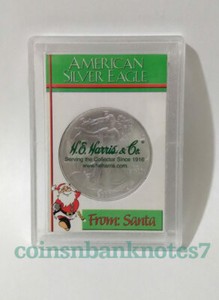 AMERICAN
SILVER EAGLE
H.E. Harris & Co.
Serving the Collector Since 1916
www.heharris.com
From: Santa
coinsnbanknotes7